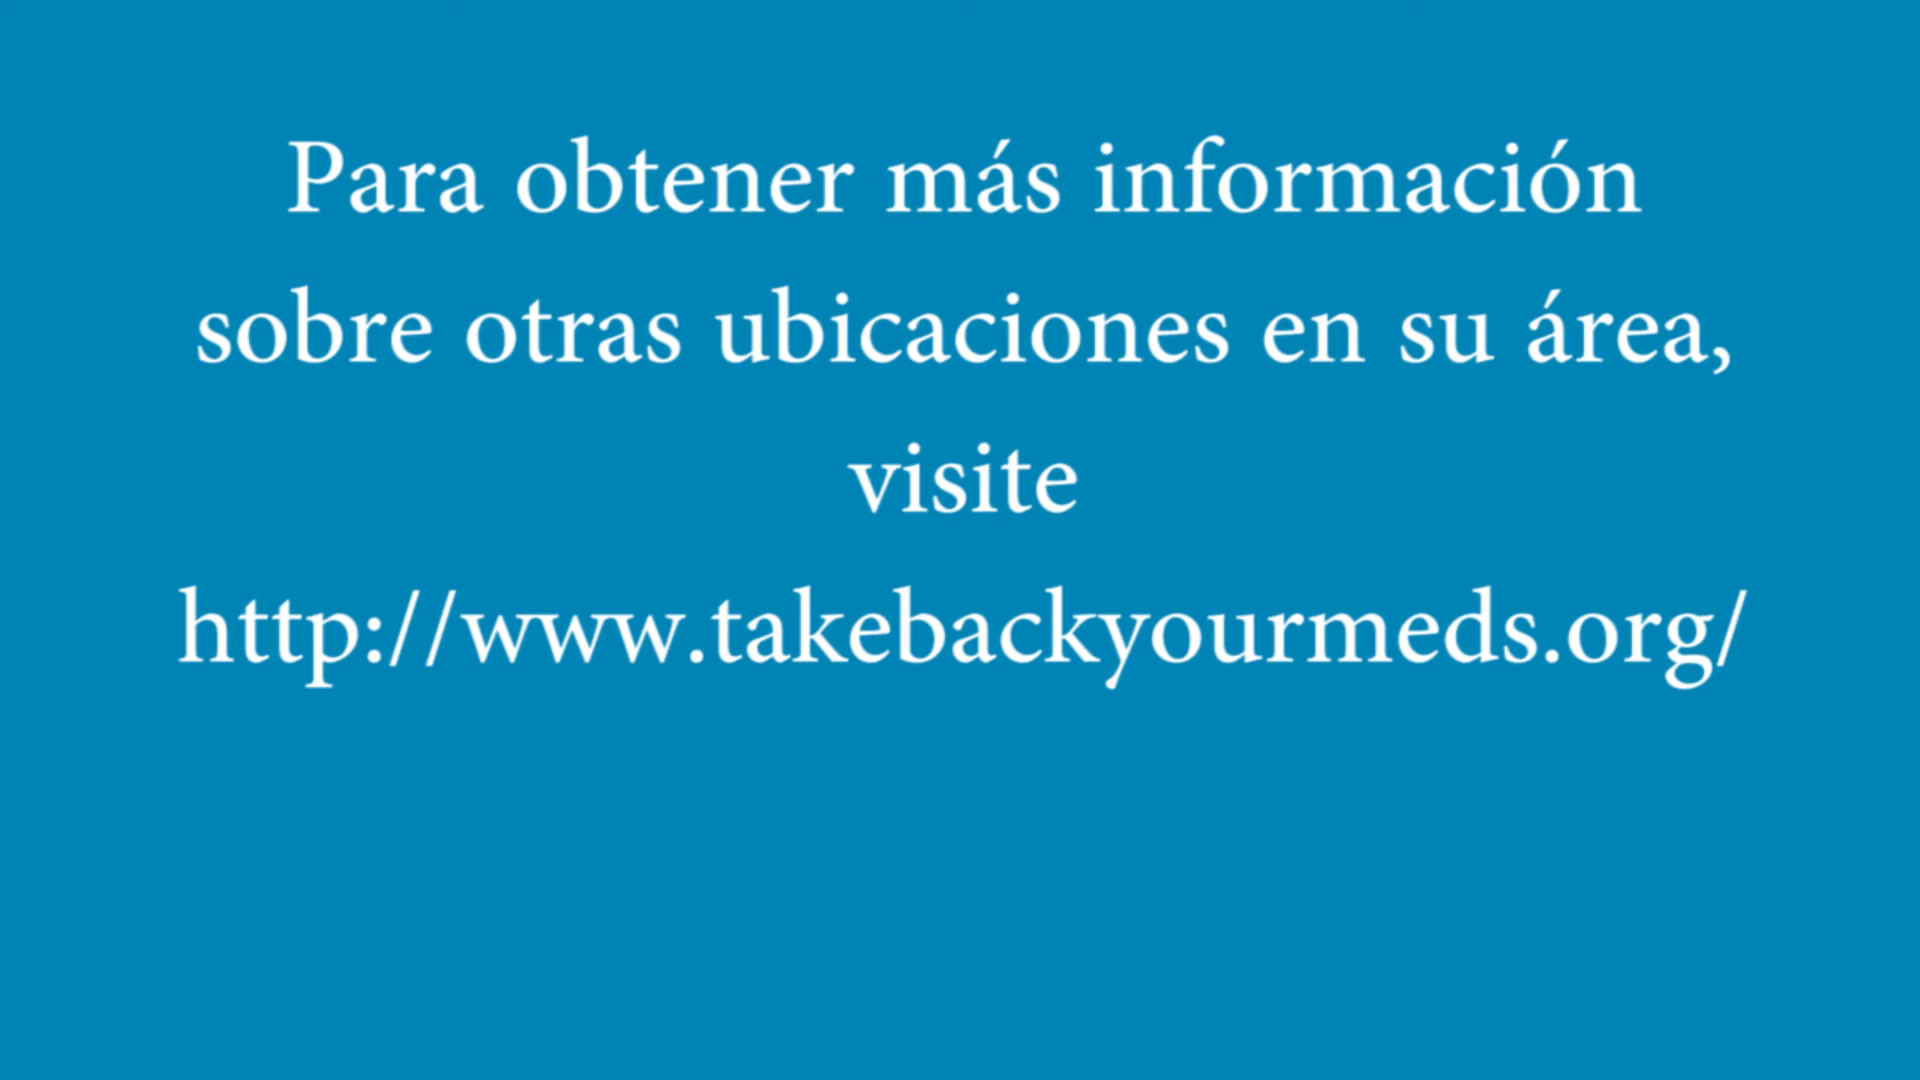 Para obtener más información
sobre otras ubicaciones en su área,
visite
http://www.takebackyourmeds.org/